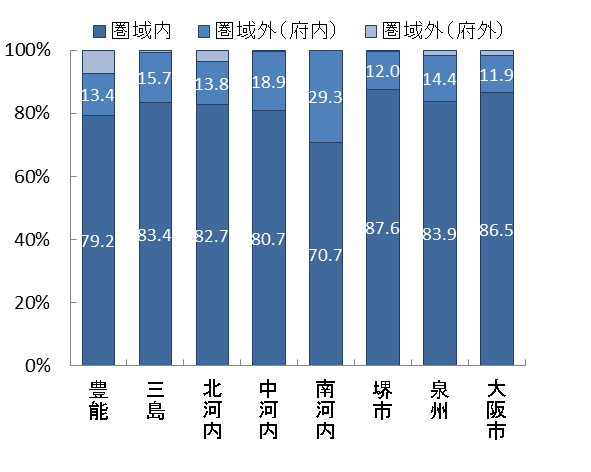 圏域内 圏域外(府内) 圏域外(府外)
100%
80%
60%
40%
20%
0%
13.4 15.7 13.8 18.9 29.3 12.0 14.4 11.9
79.2 83.4 82.7 80.7 70.7 87.6 83.9 86.5
豊能 三島 北河内 中河内 南河内 堺市 泉州 大阪市